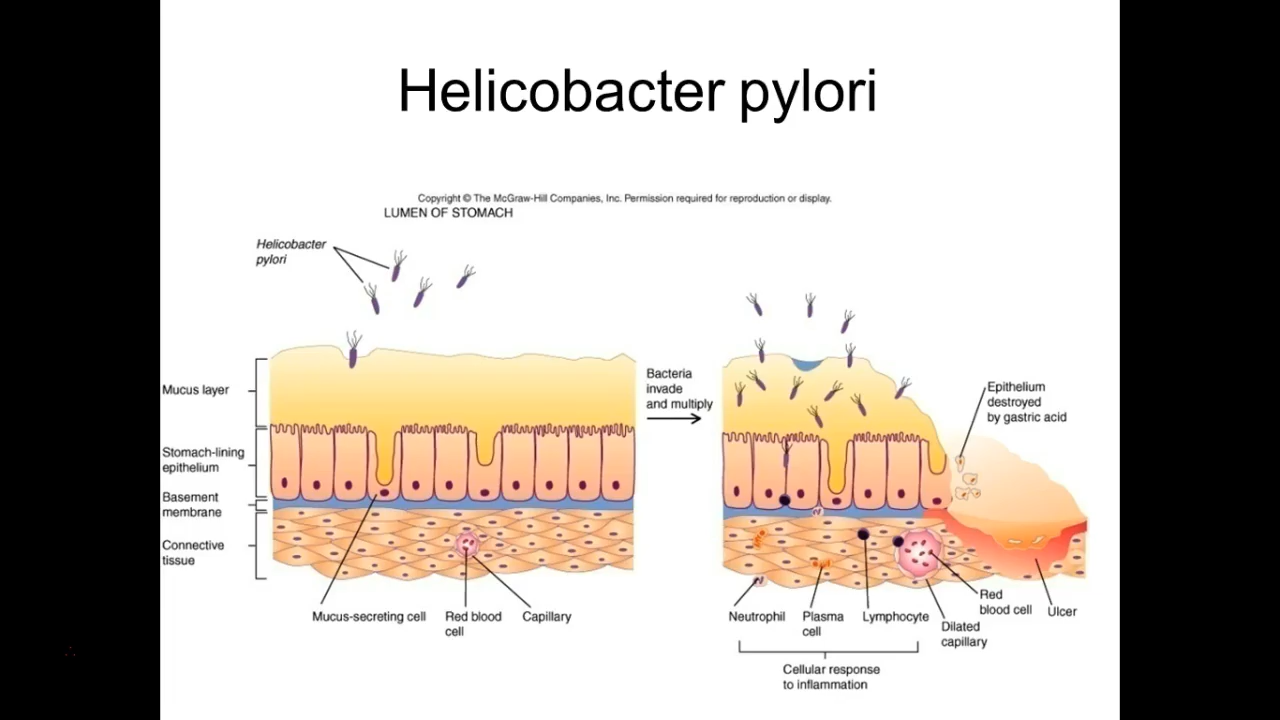 Helicobacter pylori
Copyright © The McGraw-Hill Companies, Inc. Permission required for reproduction or display.
LUMEN OF STOMACH
Helicobacter
pylori
Mucus layer
Stomach-lining
epithelium
Basement
membrane
Connective
tissue
Mucus-secreting cell
Red blood
cell
Capillary
Bacteria
invade
and multiply
Epithelium
destroyed
by gastric acid
Neutrophil
Plasma
cell
Lymphocyte
Dilated
capillary
Red
blood cell
Ulcer
Cellular response
to inflammation